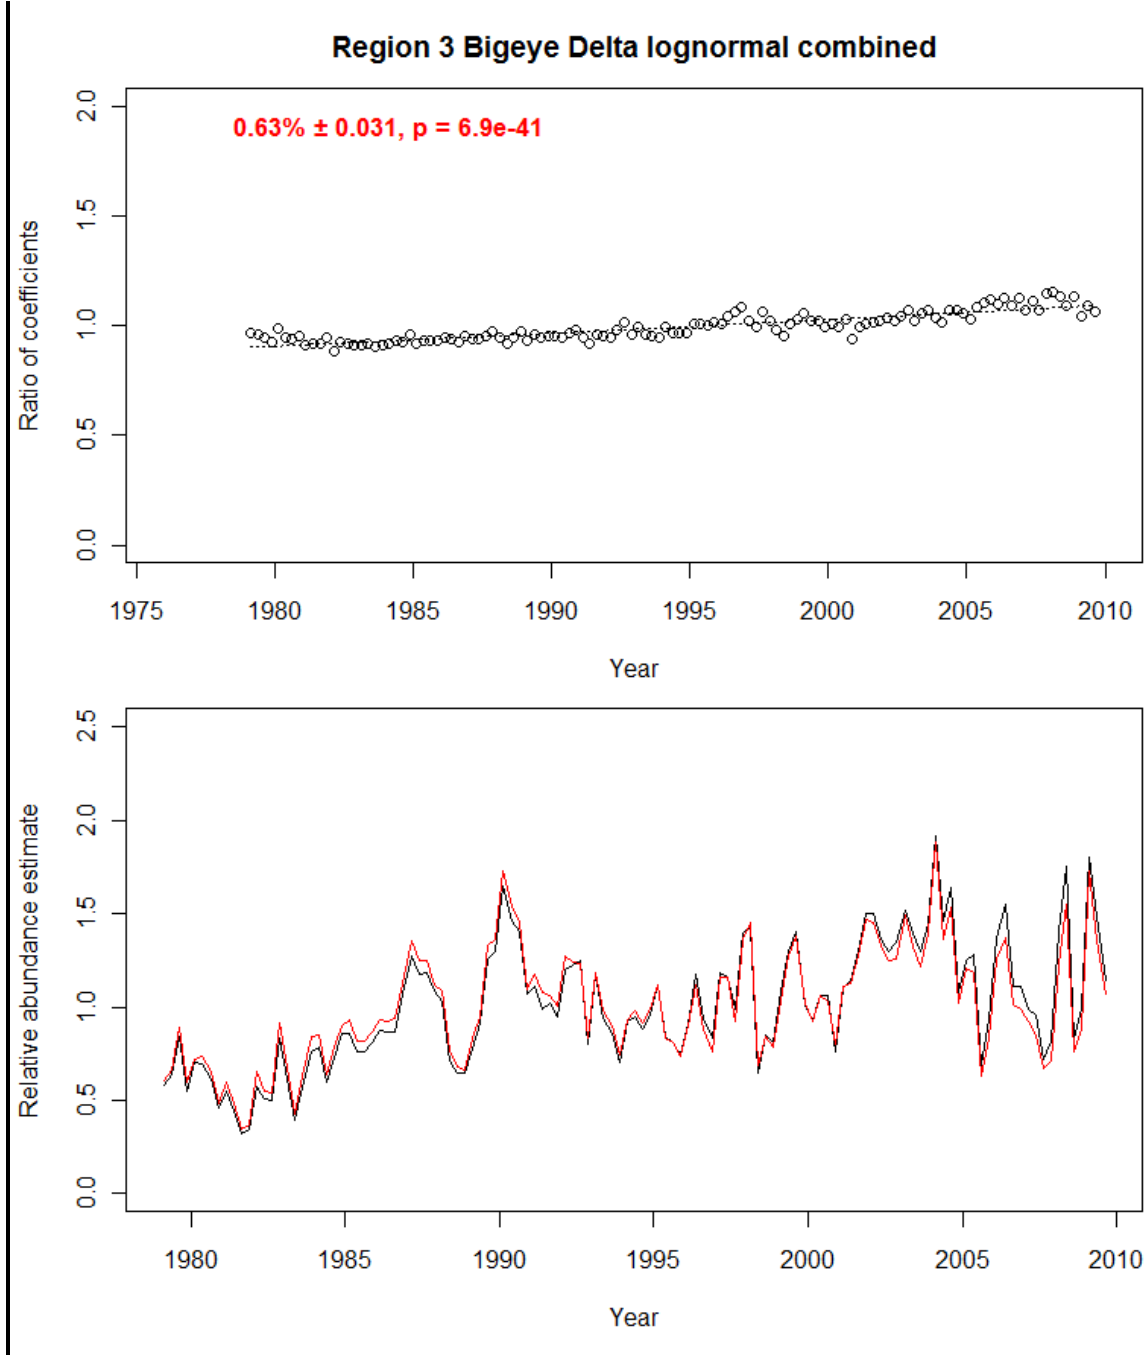 Region 3 Bigeye Delta lognormal combined
0.63% ± 0.031, p = 6.9e-41
Ratio of coefficients
2.0
1.5
1.0
0.5
0.0
1975 1980 1985 1990 1995 2000 2005 2010
Year
Relative abundance estimate
2.5
2.0
1.5
1.0
0.5
0.0
1980 1985 1990 1995 2000 2005 2010
Year